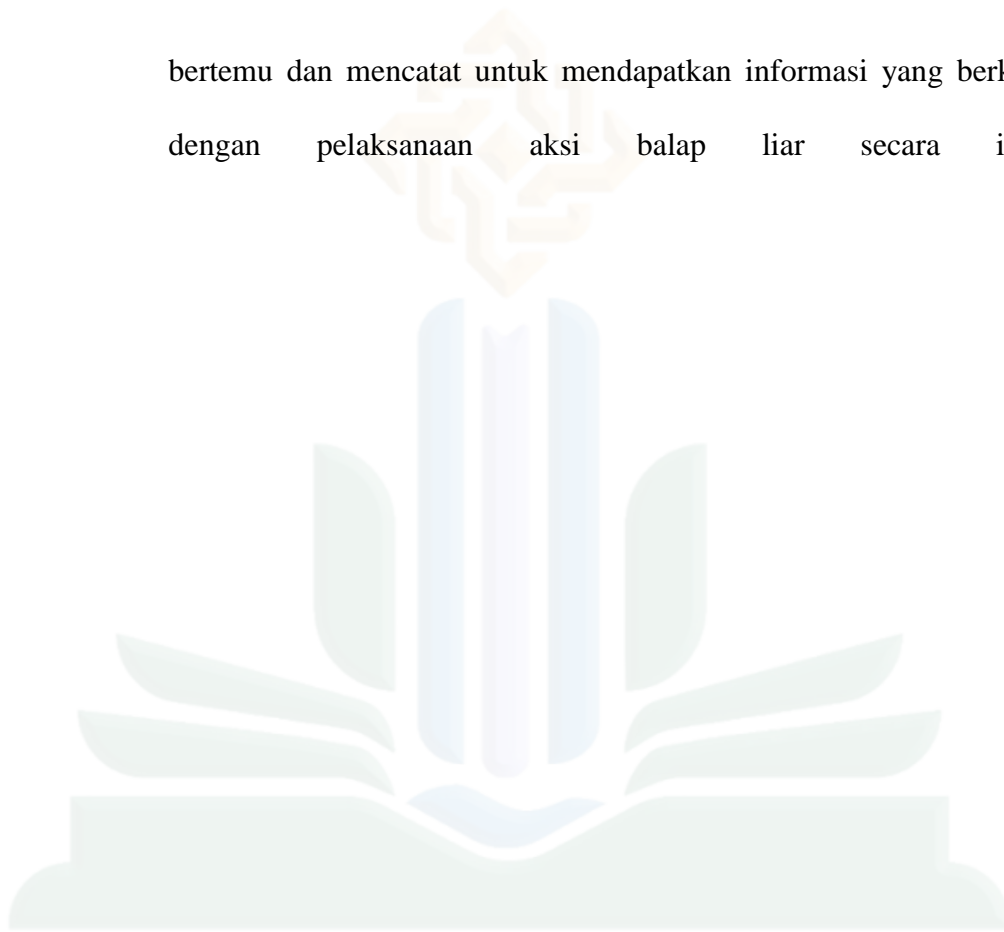 bertemu dan mencatat untuk mendapatkan informasi yang
dengan pelaksanaan aksi balap liar secara